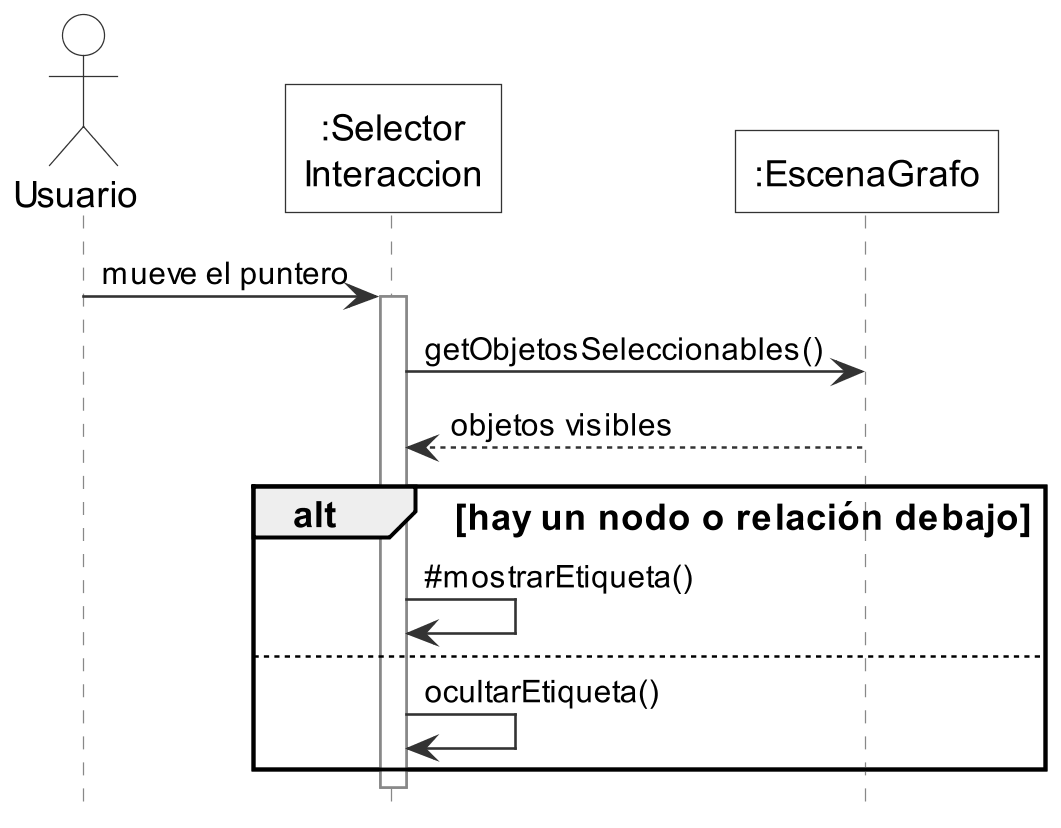 Usuario
:Selector
Interaccion
:EscenaGrafo
mueve el puntero
getObjetosSeleccionables()
objetos visibles
alt
[hay un nodo o relación debajo]
#mostrarEtiqueta()
ocultarEtiqueta()